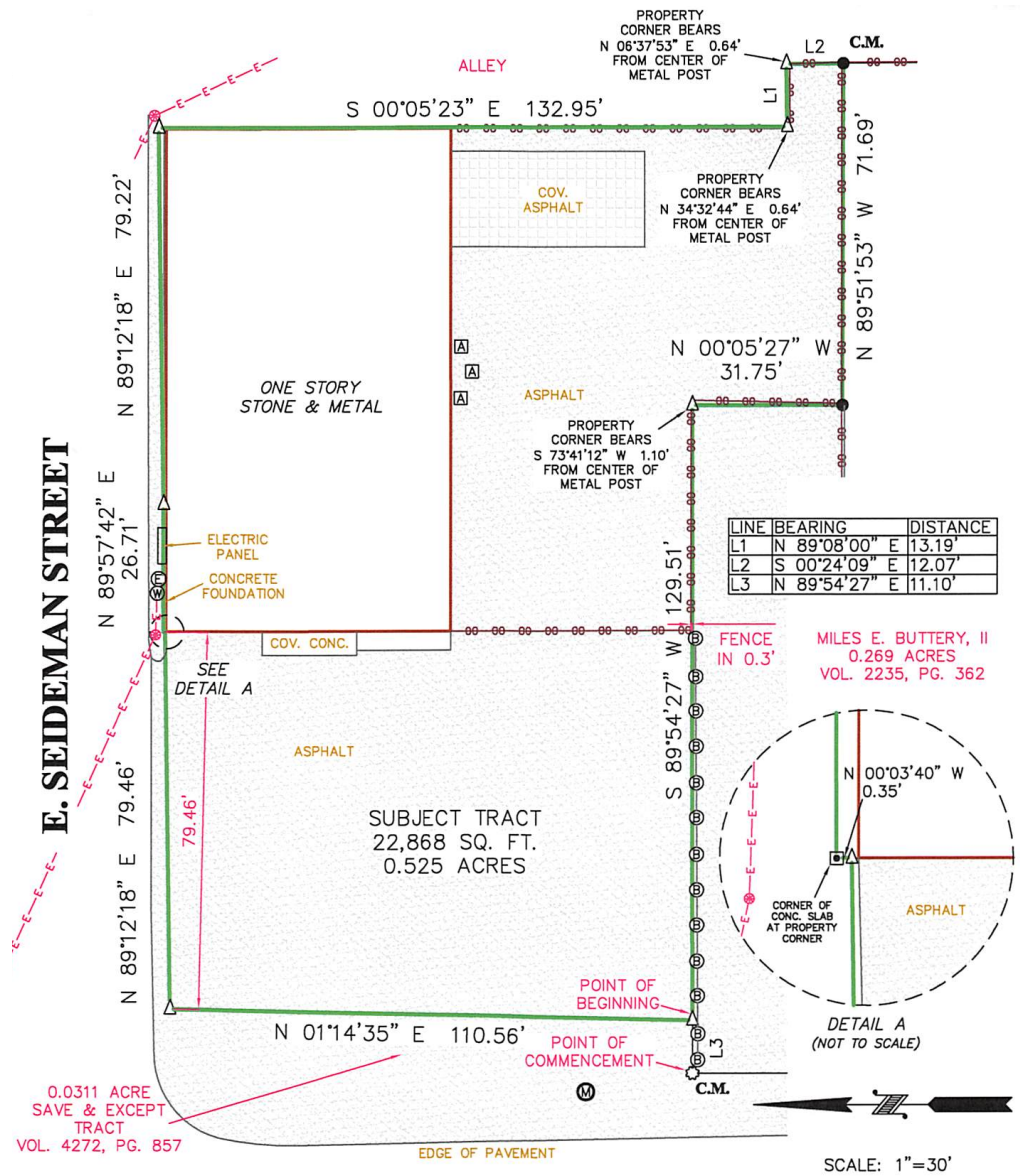 PROPERTY
CORNER BEARS
N 06°37'53" E 0.64'
FROM CENTER OF
METAL POST
L2
C.M.
ALLEY
L1
S 00°05'23" E 132.95'
E
E
E
E
E
N 89°12'18" E 79.22'
COV.
ASPHALT
PROPERTY
CORNER BEARS
N 34°32'44" E 0.64'
FROM CENTER OF
METAL POST
N 89°51'53" W 71.69'
A
A
A
N 00°05'27" W
31.75'
ONE STORY
STONE & METAL
ASPHALT
PROPERTY
CORNER BEARS
S 73°41'12" W 1.10'
FROM CENTER OF
METAL POST
E. SEIDEMAN STREET
N 89°57'42" E
26.71'
ELECTRIC
PANEL
E
W
CONCRETE
FOUNDATION
LINE BEARING DISTANCE
L1 N 89°08'00" E 13.19'
L2 S 00°24'09" E 12.07'
L3 N 89°54'27" E 11.10'
S 89°54'27" W 129.51'
COV. CONC.
FENCE
IN 0.3'
MILES E. BUTTERY, II
0.269 ACRES
VOL. 2235, PG. 362
SEE
DETAIL A
E
E
E
E
E
E
ASPHALT
N 89°12'18" E 79.46'
79.46'
SUBJECT TRACT
22,868 SQ. FT.
0.525 ACRES
B
B
B
B
B
B
B
B
B
B
B
B
B
N 00°03'40" W
0.35'
E
E
E
E
CORNER OF
CONC. SLAB
AT PROPERTY
CORNER
ASPHALT
DETAIL A
(NOT TO SCALE)
POINT OF
BEGINNING
N 01°14'35" E 110.56'
POINT OF
COMMENCEMENT
L3
C.M.
M
0.0311 ACRE
SAVE & EXCEPT
TRACT
VOL. 4272, PG. 857
EDGE OF PAVEMENT
SCALE: 1"=30'